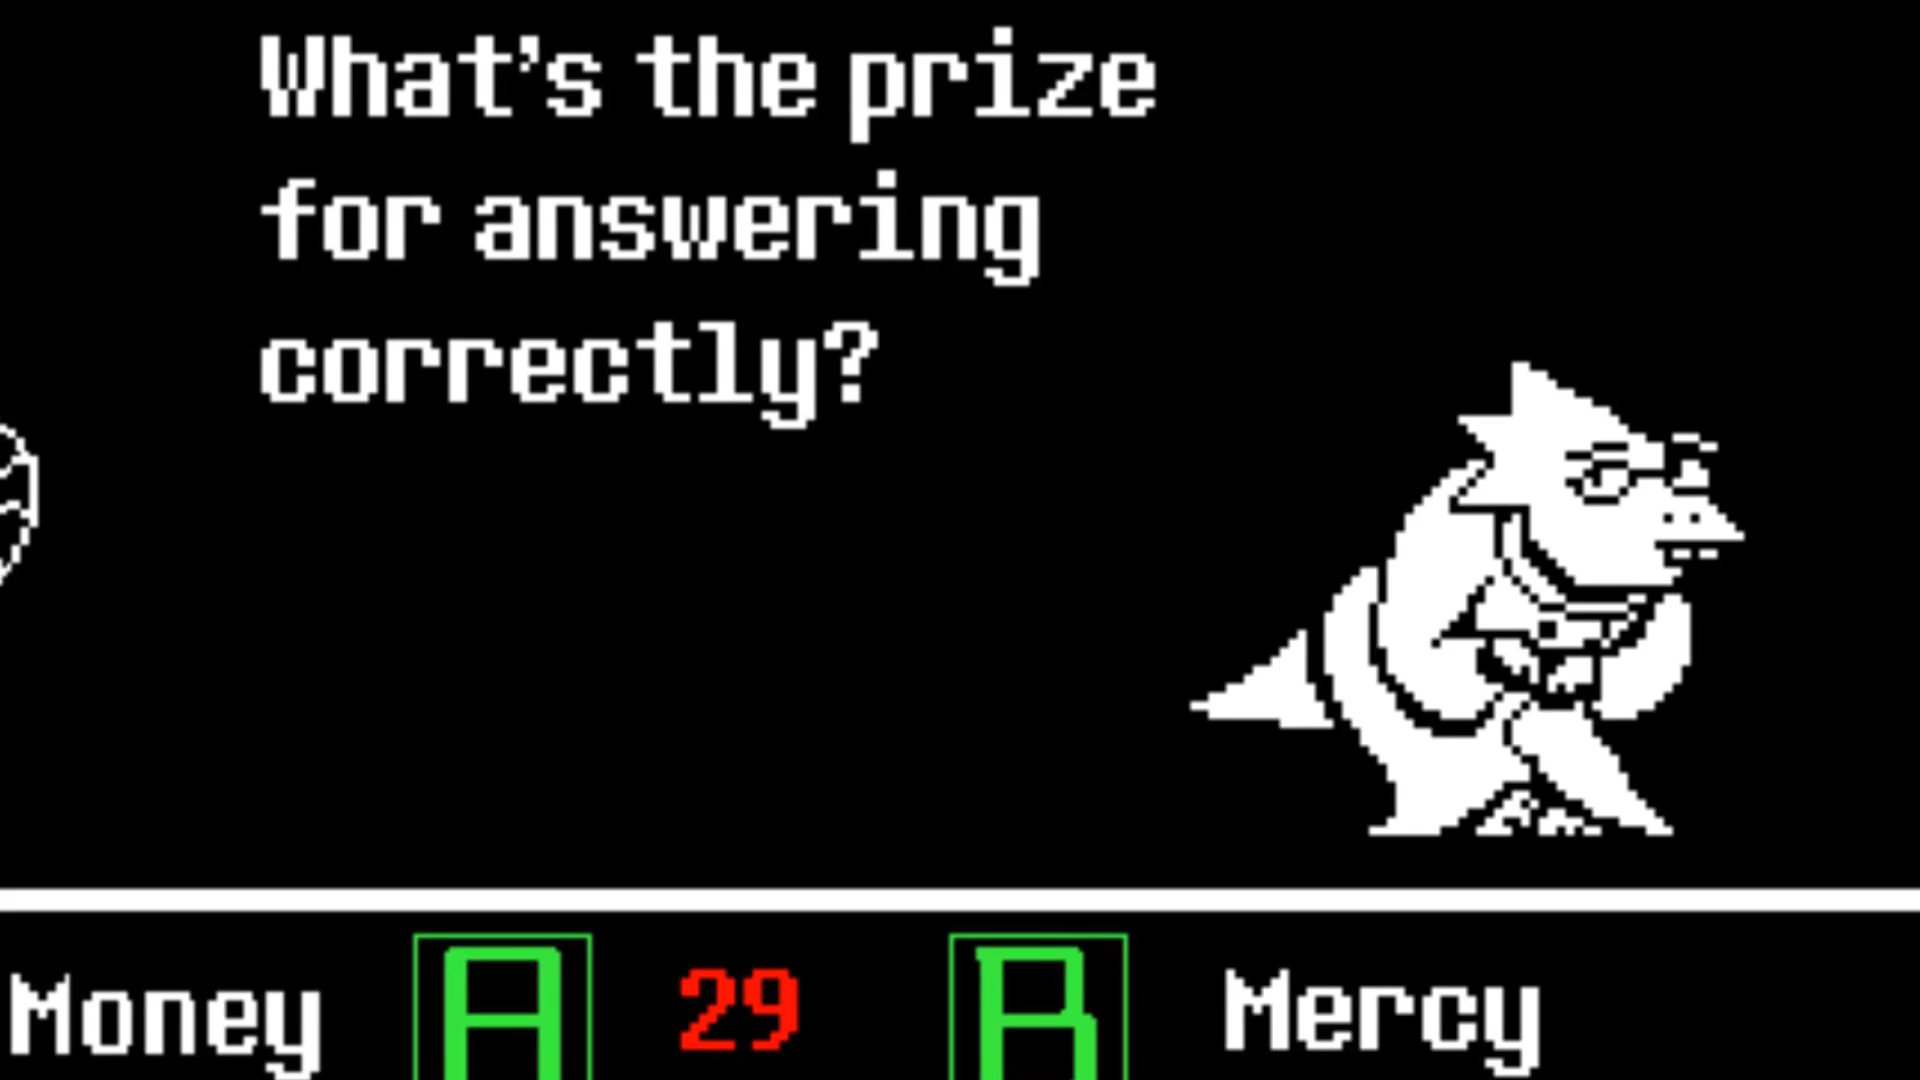 What's the prize
for answering
correctly?
Money A 29 B Mercy